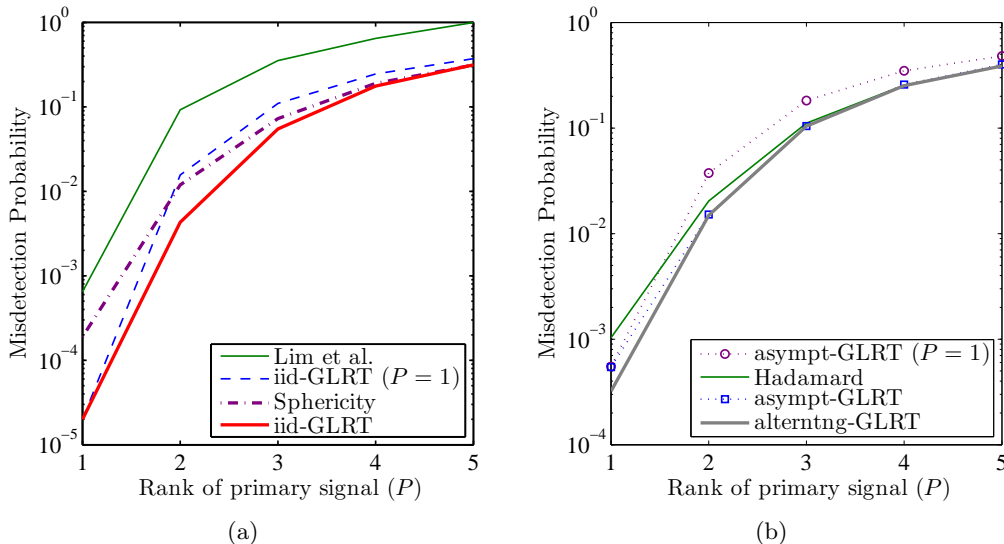 10^0
10^-1
10^-2
10^-3
10^-4
10^-5
Misdetection Probability
1 2 3 4 5
Rank of primary signal (P)
Lim et al.
iid-GLRT (P = 1)
Sphericity
iid-GLRT
(a)
10^0
10^-1
10^-2
10^-3
10^-4
Misdetection Probability
1 2 3 4 5
Rank of primary signal (P)
asympt-GLRT (P = 1)
Hadamard
asympt-GLRT
alterntng-GLRT
(b)